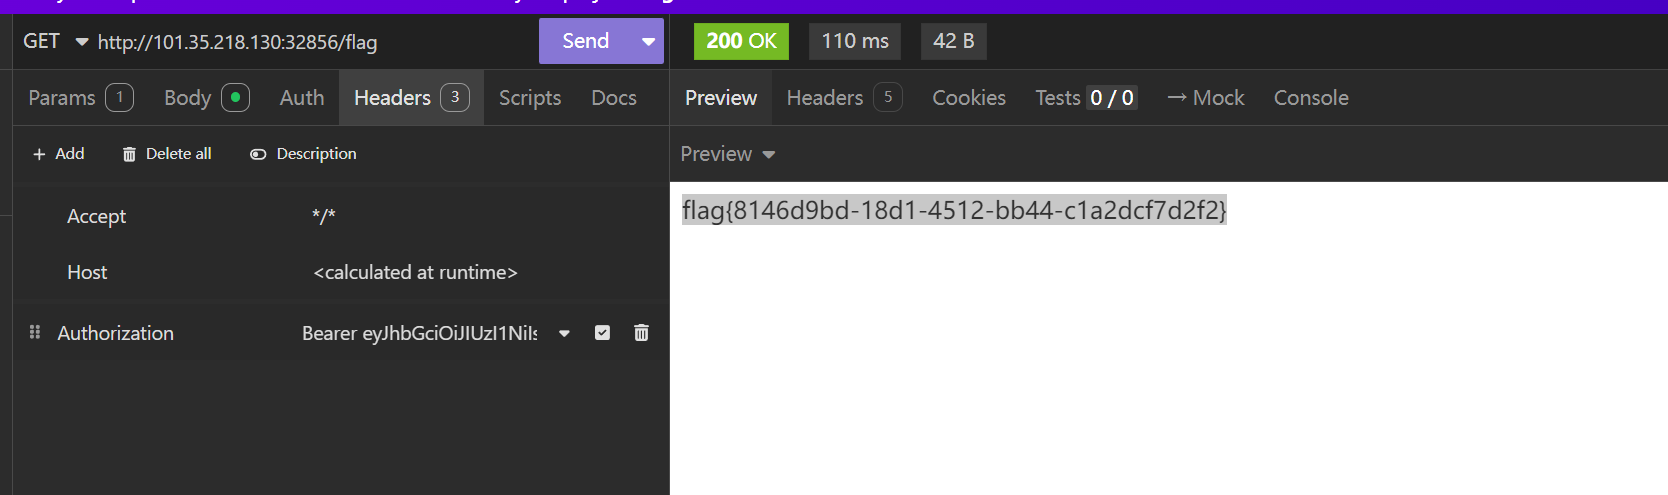 GET http://101.35.218.130:32856/flag Send
200 OK 110 ms 42 B
Params 1 Body Auth Headers 3 Scripts Docs
Preview Headers 5 Cookies Tests 0 / 0 → Mock Console
+ Add Delete all Description
Preview
Accept */*
flag{8146d9bd-18d1-4512-bb44-c1a2dcf7d2f2}
Host <calculated at runtime>
Authorization Bearer eyJhbGciOiJIUzI1NiIs